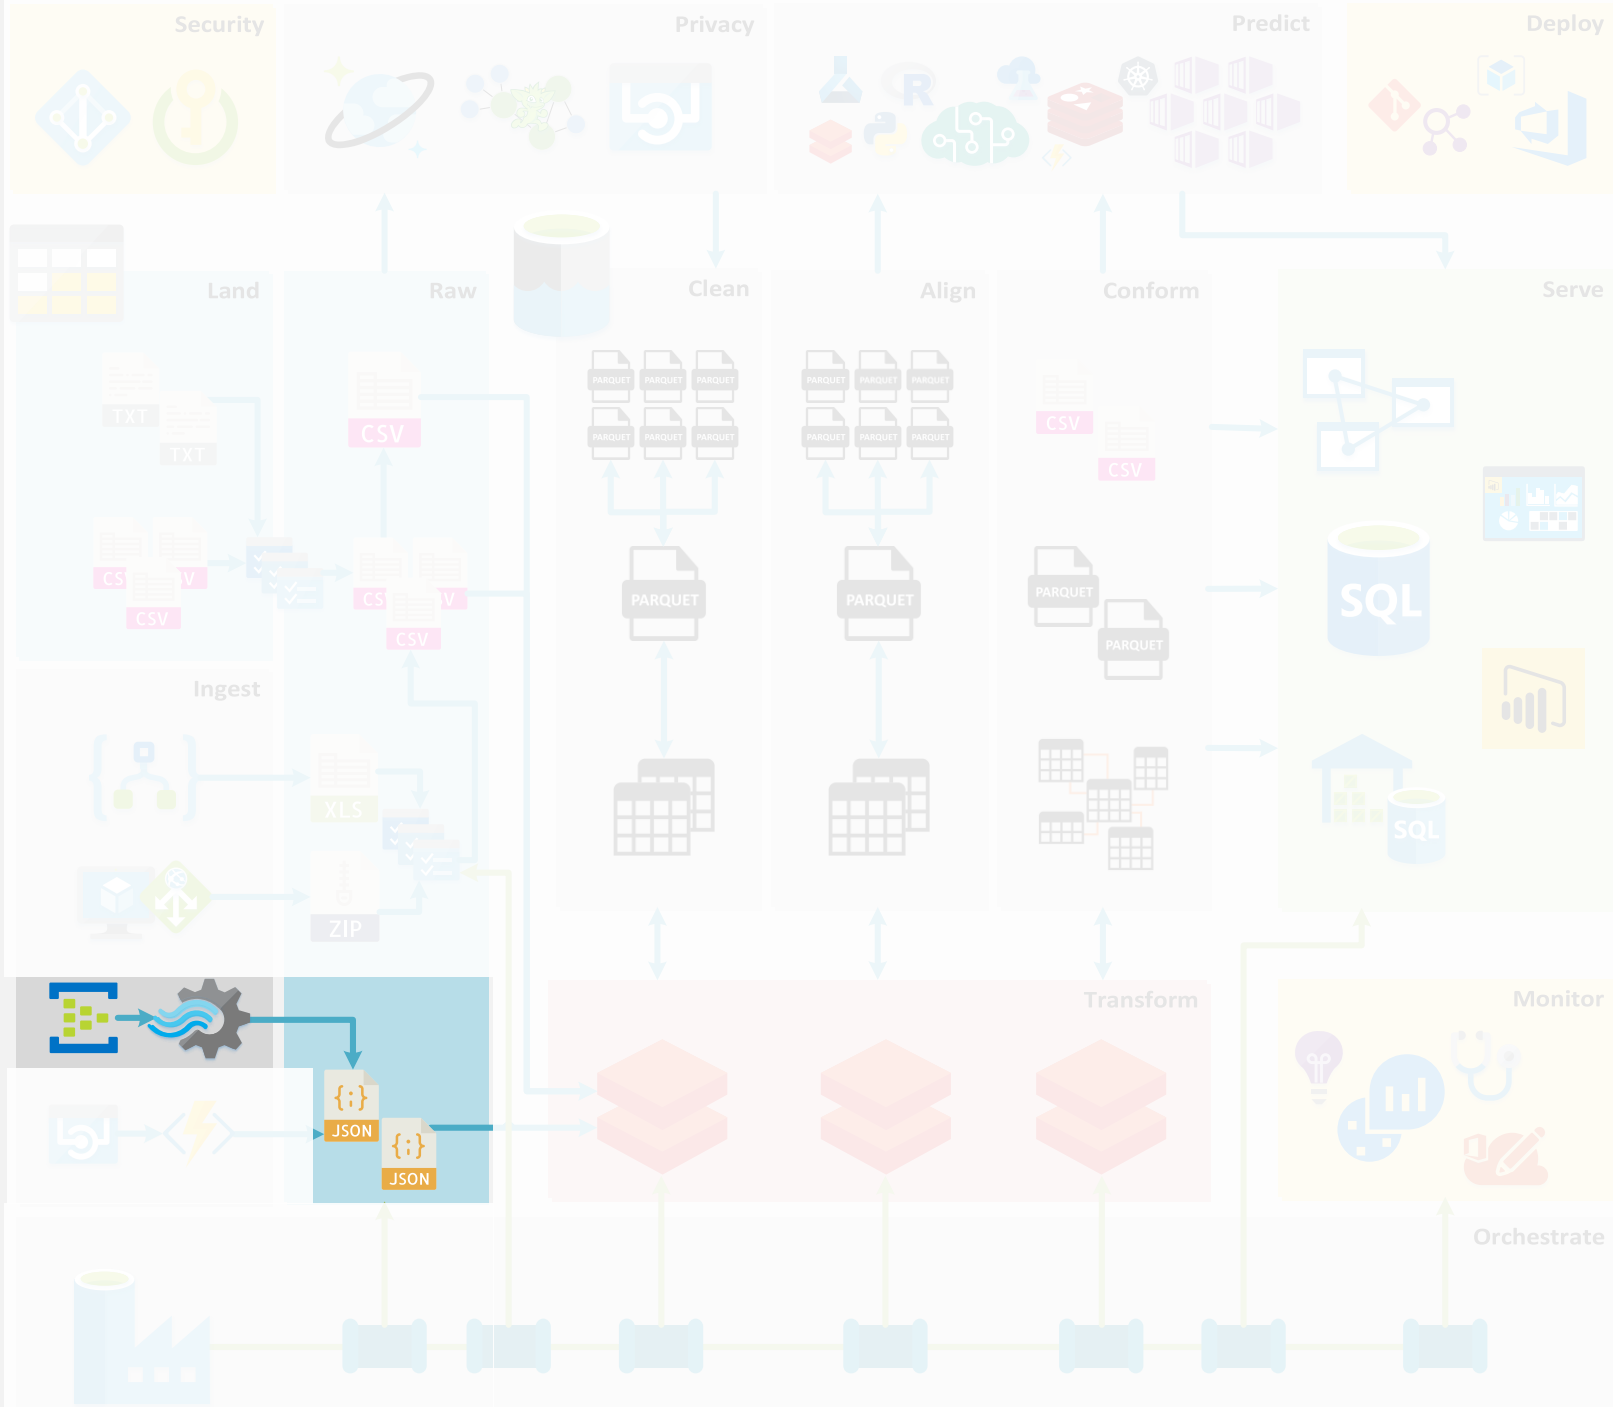 Security
Privacy
Predict
Deploy
R
Land
Raw
Clean
Align
Conform
Serve
TXT
TXT
CSV
PARQUET PARQUET PARQUET
PARQUET PARQUET PARQUET
PARQUET PARQUET PARQUET
PARQUET PARQUET PARQUET
CSV
CSV
CSV
CSV
PARQUET
PARQUET
PARQUET
PARQUET
SQL
Ingest
XLS
ZIP
SQL
Transform
Monitor
{;}
JSON
{;}
JSON
Orchestrate